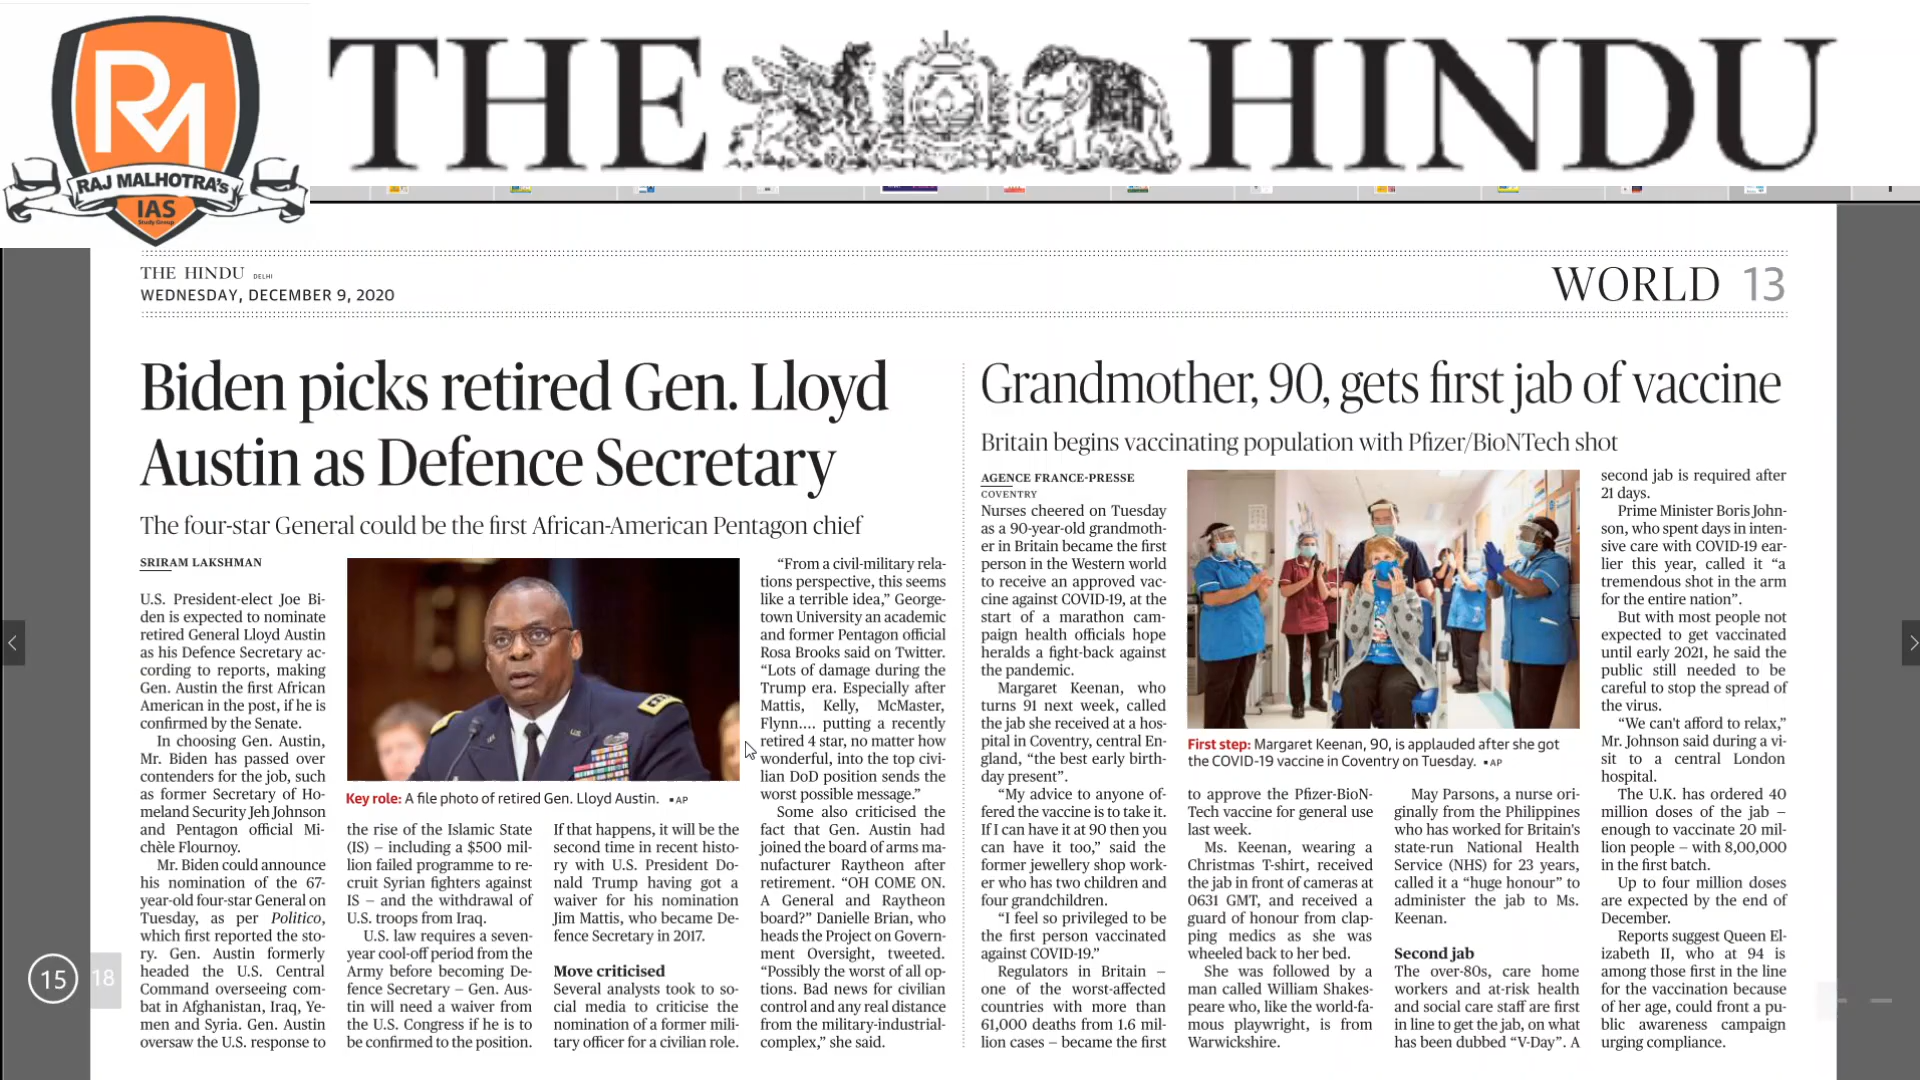 RM
RAJ MALHOTRA's
IAS
Study Group
THE HINDU
THE HINDU DELHI
WEDNESDAY, DECEMBER 9, 2020
WORLD 13
Biden picks retired Gen. Lloyd
Austin as Defence Secretary
The four-star General could be the first African-American Pentagon chief
SRIRAM LAKSHMAN
U.S. President-elect Joe Bi-
den is expected to nominate
retired General Lloyd Austin
as his Defence Secretary ac-
cording to reports, making
Gen. Austin the first African
American in the post, if he is
confirmed by the Senate.
In choosing Gen. Austin,
Mr. Biden has passed over
contenders for the job, such
as former Secretary of Ho-
meland Security Jeh Johnson
and Pentagon official Mi-
chèle Flournoy.
Mr. Biden could announce
his nomination of the 67-
year-old four-star General on
Tuesday, as per Politico,
which first reported the sto-
ry. Gen. Austin formerly
headed the U.S. Central
Command overseeing com-
bat in Afghanistan, Iraq, Ye-
men and Syria. Gen. Austin
oversaw the U.S. response to
Key role: A file photo of retired Gen. Lloyd Austin. ▪AP
the rise of the Islamic State
(IS) – including a $500 mil-
lion failed programme to re-
cruit Syrian fighters against
IS – and the withdrawal of
U.S. troops from Iraq.
U.S. law requires a seven-
year cool-off period from the
Army before becoming De-
fence Secretary – Gen. Aus-
tin will need a waiver from
the U.S. Congress if he is to
be confirmed to the position.
If that happens, it will be the
second time in recent histo-
ry with U.S. President Do-
nald Trump having got a
waiver for his nomination
Jim Mattis, who became De-
fence Secretary in 2017.
Move criticised
Several analysts took to so-
cial media to criticise the
nomination of a former mili-
tary officer for a civilian role.
“From a civil-military rela-
tions perspective, this seems
like a terrible idea,” George-
town University an academic
and former Pentagon official
Rosa Brooks said on Twitter.
“Lots of damage during the
Trump era. Especially after
Mattis, Kelly, McMaster,
Flynn.... putting a recently
retired 4 star, no matter how
wonderful, into the top civi-
lian DoD position sends the
worst possible message.”
Some also criticised the
fact that Gen. Austin had
joined the board of arms ma-
nufacturer Raytheon after
retirement. “OH COME ON.
A General and Raytheon
board?” Danielle Brian, who
heads the Project on Govern-
ment Oversight, tweeted.
“Possibly the worst of all op-
tions. Bad news for civilian
control and any real distance
from the military-industrial-
complex,” she said.
Grandmother, 90, gets first jab of vaccine
Britain begins vaccinating population with Pfizer/BioNTech shot
AGENCE FRANCE-PRESSE
COVENTRY
Nurses cheered on Tuesday
as a 90-year-old grandmoth-
er in Britain became the first
person in the Western world
to receive an approved vac-
cine against COVID-19, at the
start of a marathon cam-
paign health officials hope
heralds a fight-back against
the pandemic.
Margaret Keenan, who
turns 91 next week, called
the jab she received at a hos-
pital in Coventry, central En-
gland, “the best early birth-
day present”.
“My advice to anyone of-
fered the vaccine is to take it.
If I can have it at 90 then you
can have it too,” said the
former jewellery shop work-
er who has two children and
four grandchildren.
“I feel so privileged to be
the first person vaccinated
against COVID-19.”
Regulators in Britain –
one of the worst-affected
countries with more than
61,000 deaths from 1.6 mil-
lion cases – became the first
First step: Margaret Keenan, 90, is applauded after she got
the COVID-19 vaccine in Coventry on Tuesday. ▪AP
to approve the Pfizer-BioN-
Tech vaccine for general use
last week.
Ms. Keenan, wearing a
Christmas T-shirt, received
the jab in front of cameras at
0631 GMT, and received a
guard of honour from clap-
ping medics as she was
wheeled back to her bed.
She was followed by a
man called William Shakes-
peare who, like the world-fa-
mous playwright, is from
Warwickshire.
May Parsons, a nurse ori-
ginally from the Philippines
who has worked for Britain's
state-run National Health
Service (NHS) for 23 years,
called it a “huge honour” to
administer the jab to Ms.
Keenan.
Second jab
The over-80s, care home
workers and at-risk health
and social care staff are first
in line to get the jab, on what
has been dubbed “V-Day”. A
second jab is required after
21 days.
Prime Minister Boris John-
son, who spent days in inten-
sive care with COVID-19 ear-
lier this year, called it “a
tremendous shot in the arm
for the entire nation”.
But with most people not
expected to get vaccinated
until early 2021, he said the
public still needed to be
careful to stop the spread of
the virus.
“We can't afford to relax,”
Mr. Johnson said during a vi-
sit to a central London
hospital.
The U.K. has ordered 40
million doses of the jab –
enough to vaccinate 20 mil-
lion people – with 8,00,000
in the first batch.
Up to four million doses
are expected by the end of
December.
Reports suggest Queen El-
izabeth II, who at 94 is
among those first in the line
for the vaccination because
of her age, could front a pu-
blic awareness campaign
urging compliance.
15
18